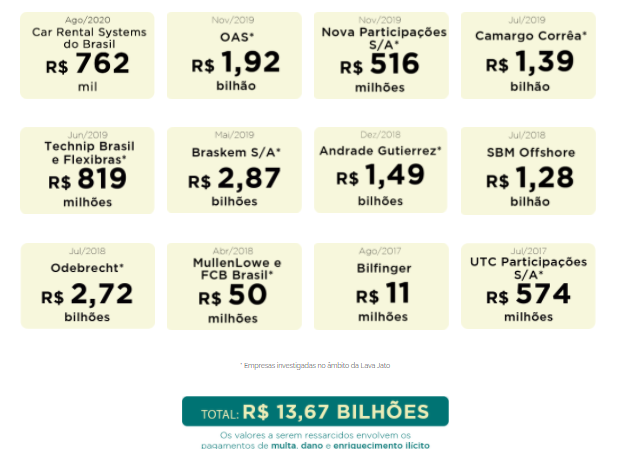 Ago/2020
Car Rental Systems
do Brasil
R$ 762
mil
Nov/2019
OAS*
R$ 1,92
bilhão
Nov/2019
Nova Participações
S/A*
R$ 516
milhões
Jul/2019
Camargo Corrêa*
R$ 1,39
bilhão
Jun/2019
Technip Brasil
e Flexibras*
R$ 819
milhões
Mai/2019
Braskem S/A*
R$ 2,87
bilhões
Dez/2018
Andrade Gutierrez*
R$ 1,49
bilhões
Jul/2018
SBM Offshore
R$ 1,28
bilhão
Jul/2018
Odebrecht*
R$ 2,72
bilhões
Abr/2018
MullenLowe e
FCB Brasil*
R$ 50
milhões
Ago/2017
Bilfinger
R$ 11
milhões
Jul/2017
UTC Participações
S/A*
R$ 574
milhões
* Empresas investigadas no âmbito da Lava Jato
TOTAL: R$ 13,67 BILHÕES
Os valores a serem ressarcidos envolvem os
pagamentos de multa, dano e enriquecimento ilícito